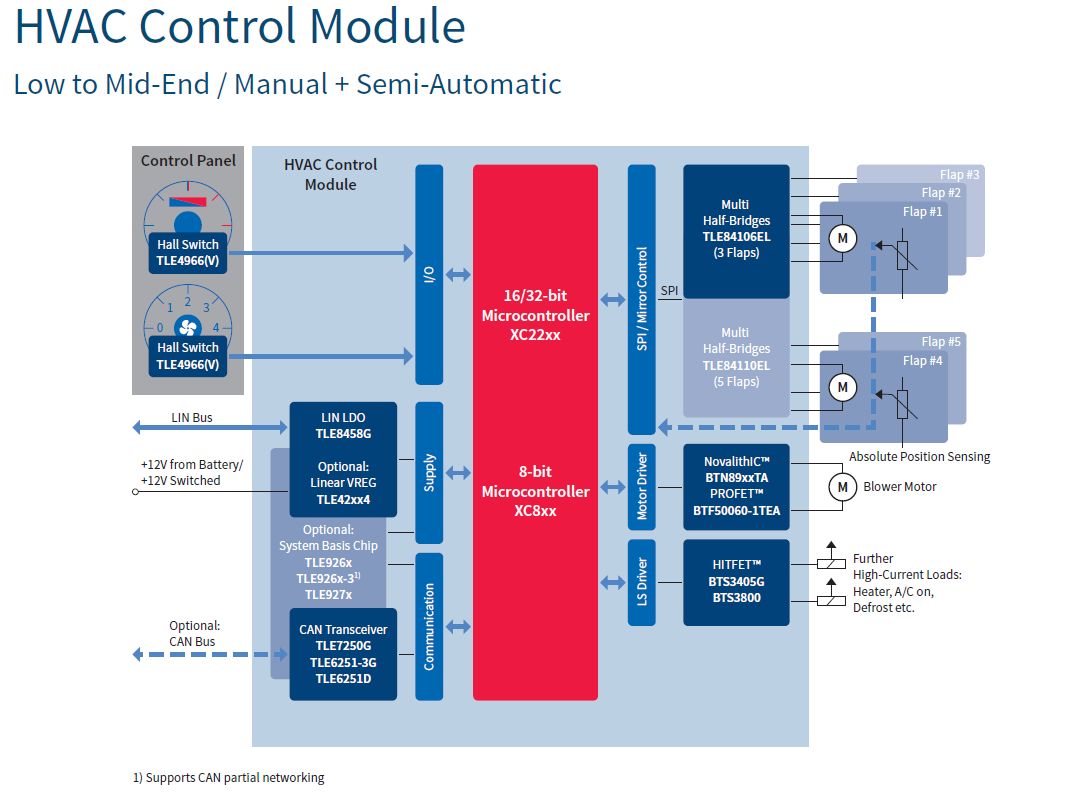 HVAC Control Module
Low to Mid-End / Manual + Semi-Automatic
Control Panel
Hall Switch
TLE4966(V)
0
1
2
3
4
Hall Switch
TLE4966(V)
HVAC Control
Module
I/O
16/32-bit
Microcontroller
XC22xx
8-bit
Microcontroller
XC8xx
SPI / Mirror Control
SPI
Multi
Half-Bridges
TLE84106EL
(3 Flaps)
Multi
Half-Bridges
TLE84110EL
(5 Flaps)
Flap #3
Flap #2
Flap #1
M
Flap #5
Flap #4
M
Absolute Position Sensing
LIN Bus
+12V from Battery/
+12V Switched
LIN LDO
TLE8458G
Optional:
Linear VREG
TLE42xx4
Optional:
System Basis Chip
TLE926x
TLE926x-3¹⁾
TLE927x
Optional:
CAN Bus
CAN Transceiver
TLE7250G
TLE6251-3G
TLE6251D
Supply
Communication
Motor Driver
NovalithIC™
BTN89xxTA
PROFET™
BTF50060-1TEA
M
Blower Motor
LS Driver
HITFET™
BTS3405G
BTS3800
Further
High-Current Loads:
Heater, A/C on,
Defrost etc.
1) Supports CAN partial networking